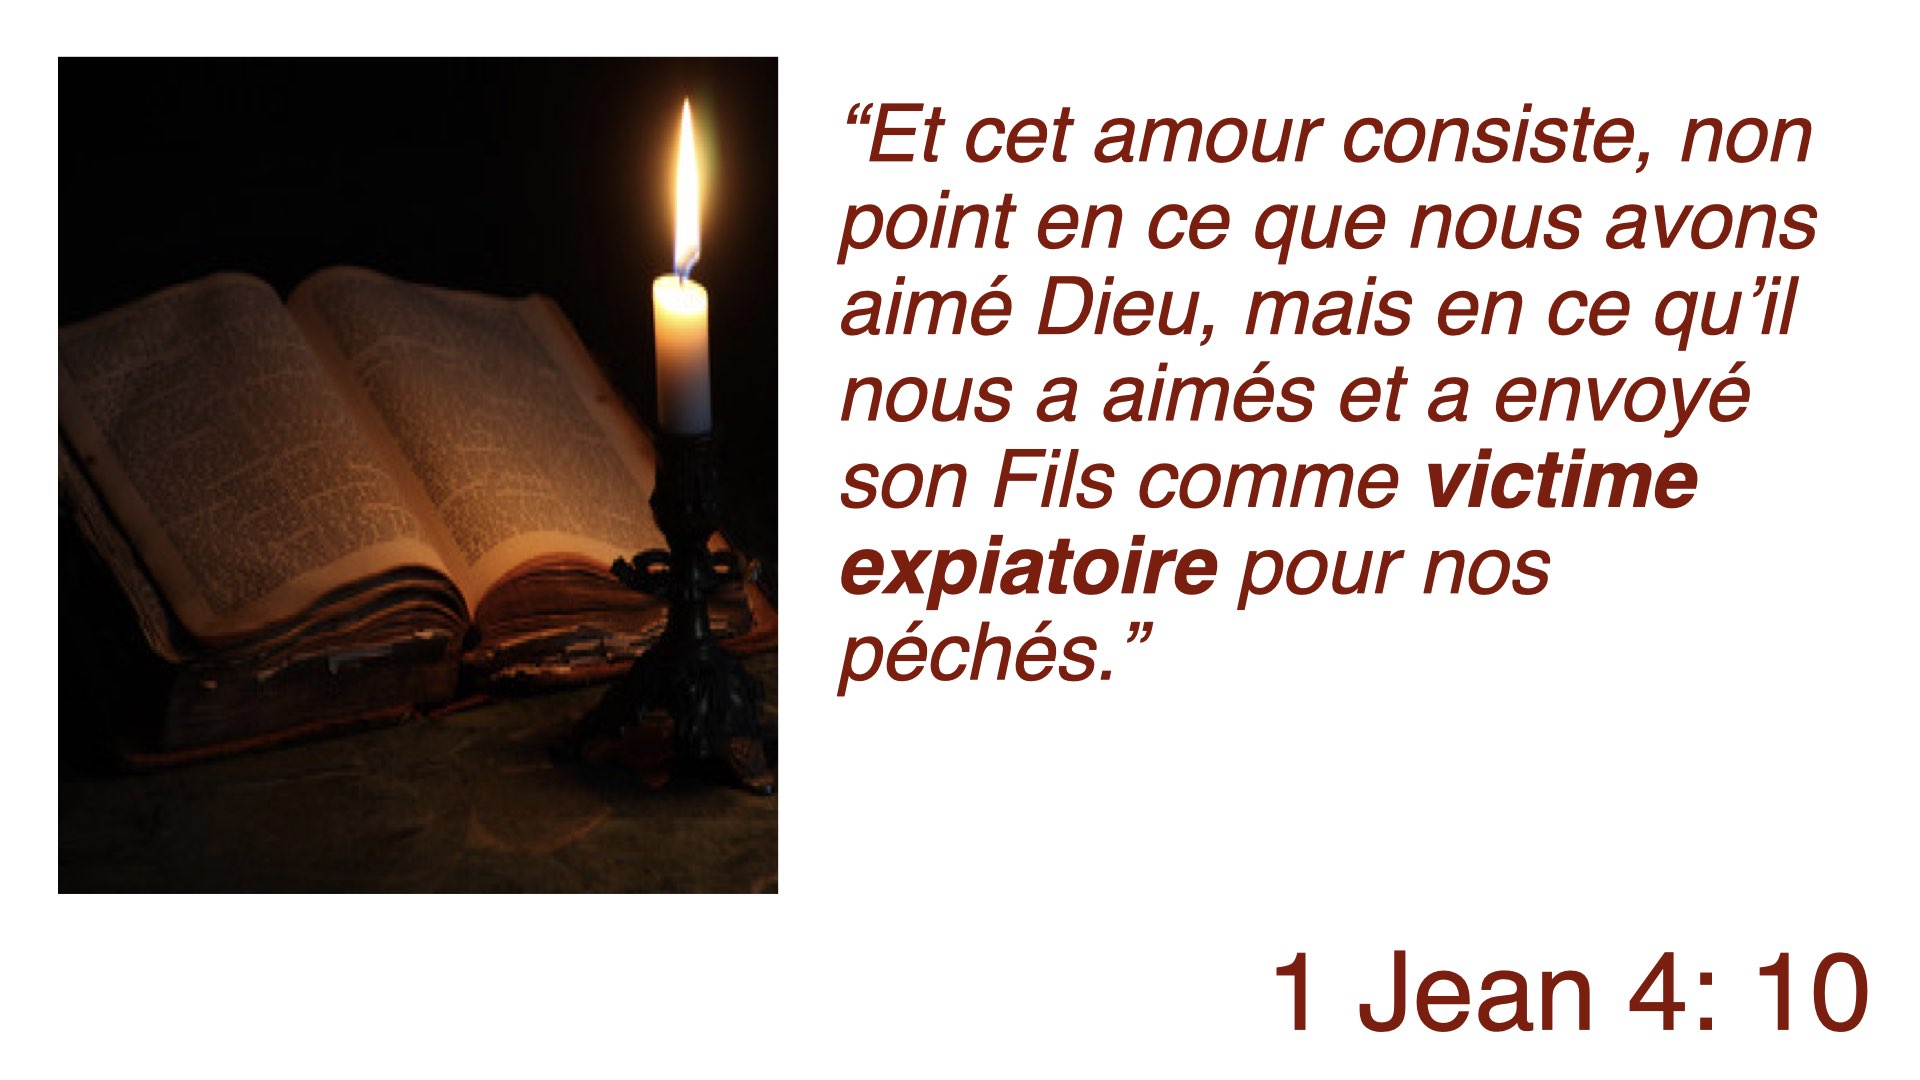 “Et cet amour consiste, non
point en ce que nous avons
aimé Dieu, mais en ce qu’il
nous a aimés et a envoyé
son Fils comme victime
expiatoire pour nos
péchés.”
1 Jean 4: 10